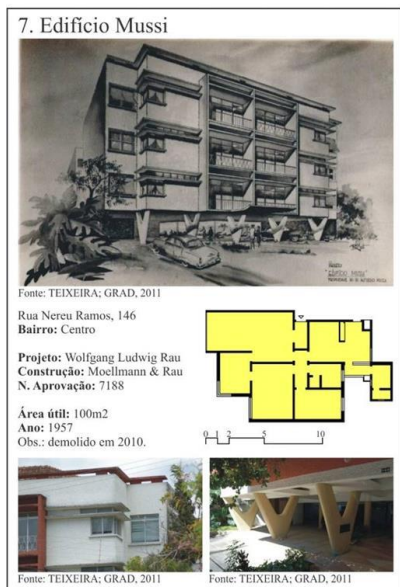 7. Edifício Mussi
Fonte: TEIXEIRA; GRAD, 2011
Rua Nereu Ramos, 146
Bairro: Centro
Projeto: Wolfgang Ludwig Rau
Construção: Moellmann & Rau
N. Aprovação: 7188
Área útil: 100m2
Ano: 1957
Obs.: demolido em 2010.
0 1 2 5 10
Fonte: TEIXEIRA; GRAD, 2011
Fonte: TEIXEIRA; GRAD, 2011